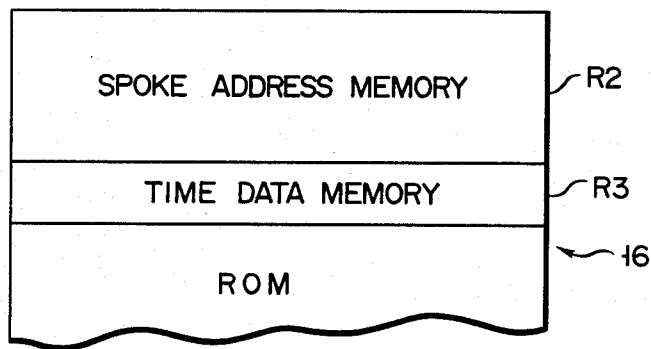 SPOKE ADDRESS MEMORY
R2
TIME DATA MEMORY
R3
16
ROM